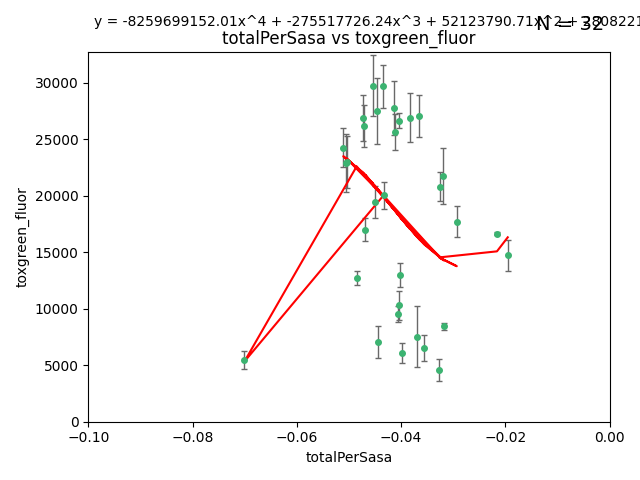 y = -8259699152.01x^4 + -275517726.24x^3 + 52123790.71x^2 +
N = 32
totalPerSasa vs toxgreen_fluor
30000
25000
20000
15000
10000
5000
0
toxgreen_fluor
−0.10 −0.08 −0.06 −0.04 −0.02 0.00
totalPerSasa